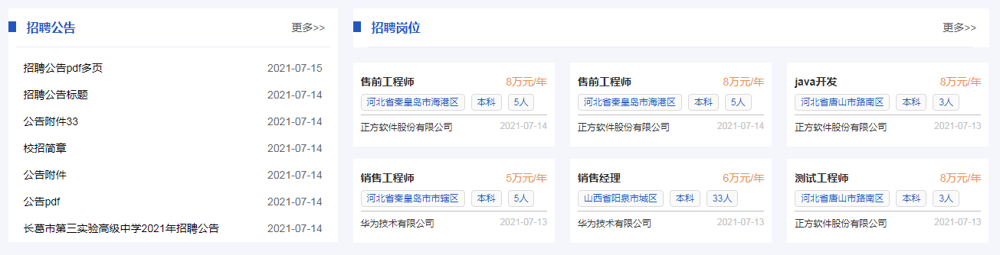 招聘公告 更多>>
招聘公告pdf多页 2021-07-15
招聘公告标题 2021-07-14
公告附件33 2021-07-14
校招简章 2021-07-14
公告附件 2021-07-14
公告pdf 2021-07-14
长葛市第三实验高级中学2021年招聘公告 2021-07-14
招聘岗位 更多>>
售前工程师 8万元/年
河北省秦皇岛市海港区 本科 5人
正方软件股份有限公司 2021-07-14
售前工程师 8万元/年
河北省秦皇岛市海港区 本科 5人
正方软件股份有限公司 2021-07-14
java开发 8万元/年
河北省唐山市路南区 本科 3人
正方软件股份有限公司 2021-07-13
销售工程师 5万元/年
河北省秦皇岛市市辖区 本科 5人
华为技术有限公司 2021-07-13
销售经理 6万元/年
山西省阳泉市城区 本科 33人
华为技术有限公司 2021-07-13
测试工程师 8万元/年
河北省唐山市路南区 本科 3人
正方软件股份有限公司 2021-07-13